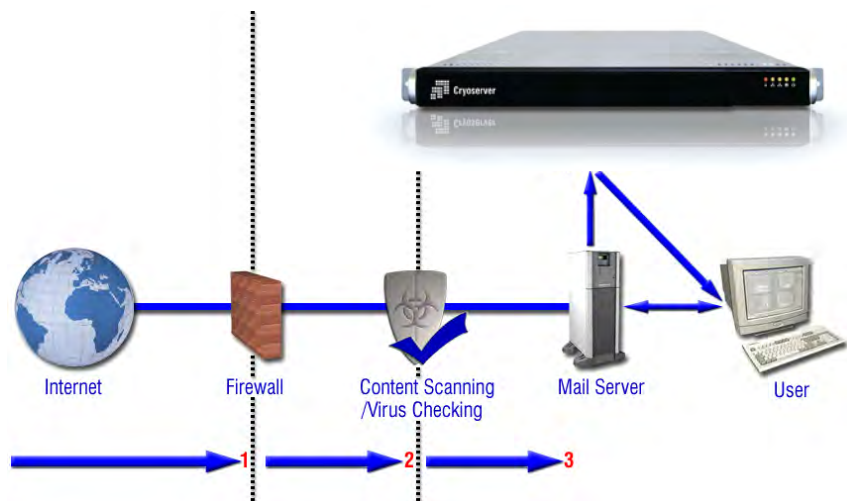 Cryoserver
Internet
Firewall
Content Scanning
/Virus Checking
Mail Server
User
1
2
3